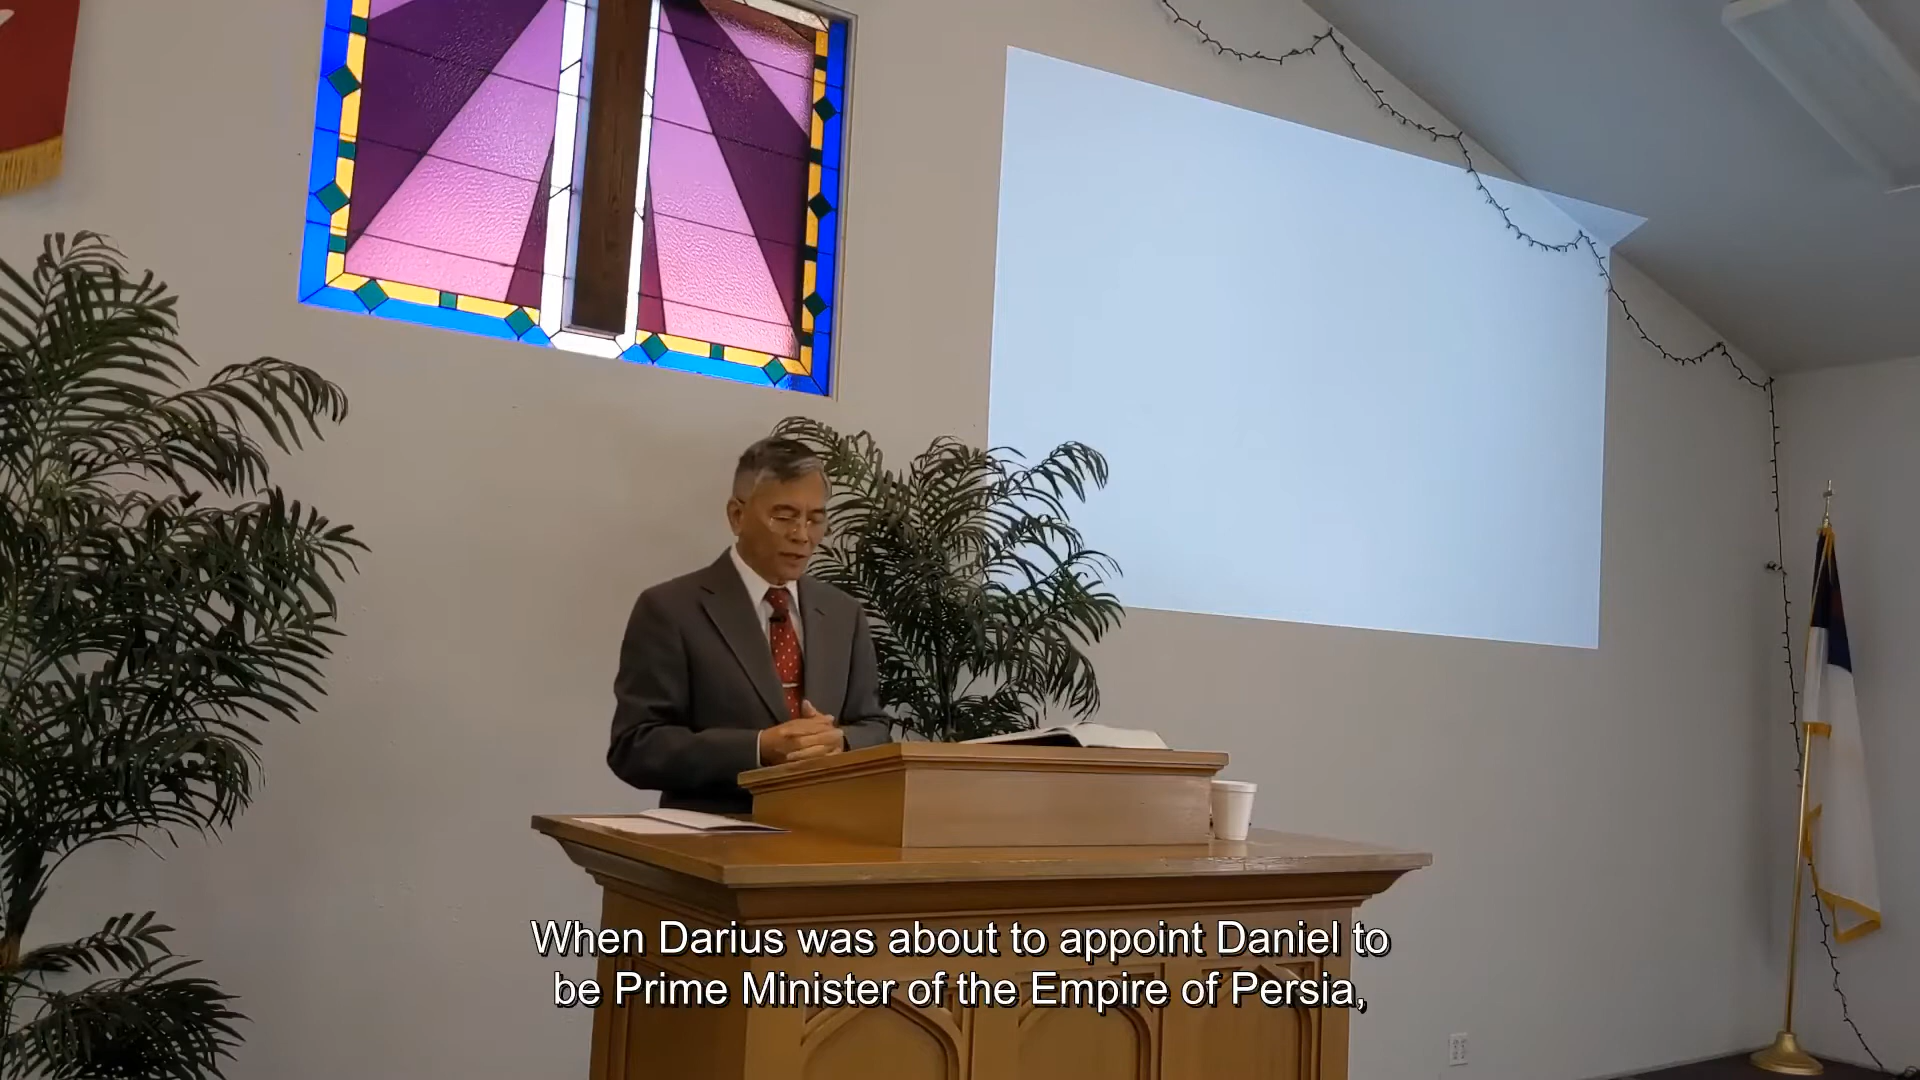 When Darius was about to appoint Daniel to
be Prime Minister of the Empire of Persia,